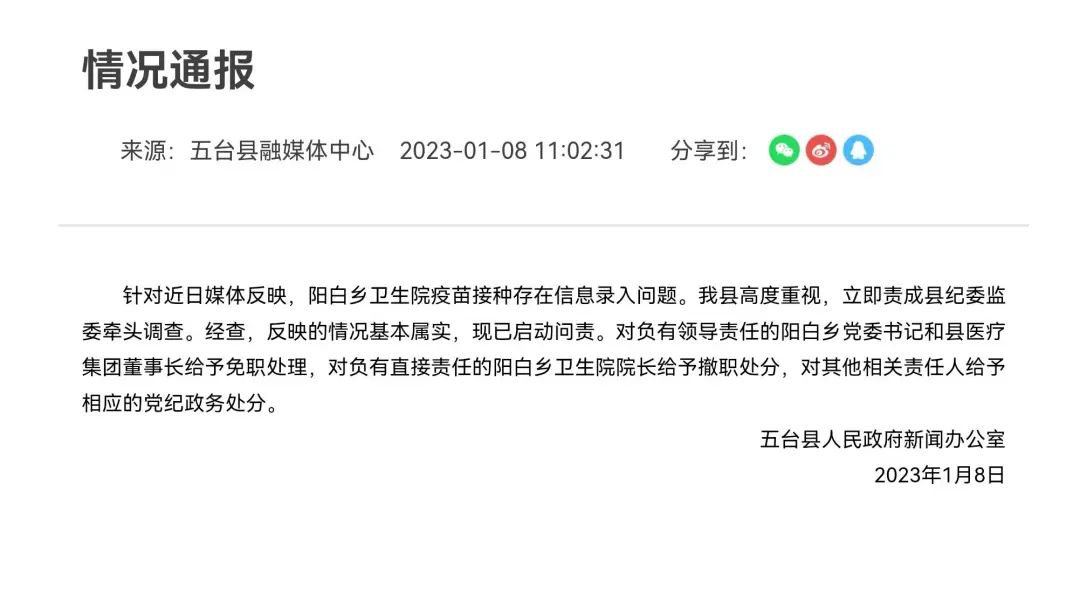 情况通报
来源：五台县融媒体中心 2023-01-08 11:02:31 分享到：
针对近日媒体反映，阳白乡卫生院疫苗接种存在信息录入问题。我县高度重视，立即责成县纪委监
委牵头调查。经查，反映的情况基本属实，现已启动问责。对负有领导责任的阳白乡党委书记和县医疗
集团董事长给予免职处理，对负有直接责任的阳白乡卫生院院长给予撤职处分，对其他相关责任人给予
相应的党纪政务处分。
五台县人民政府新闻办公室
2023年1月8日